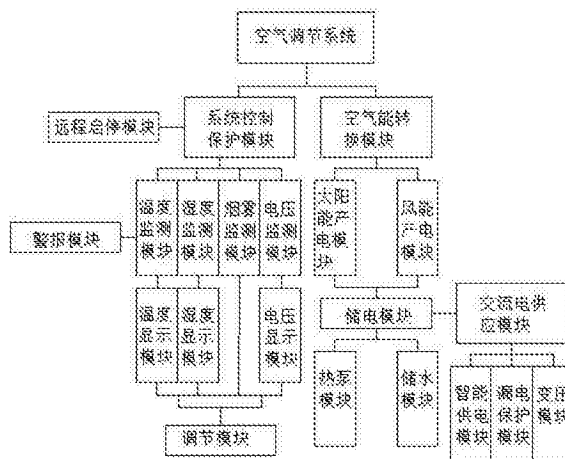 空气调节系统
远程启停模块
系统控制
保护模块
空气能转
换模块
警报模块
温度
监测
模块
湿度
监测
模块
烟雾
监测
模块
电压
监测
模块
太阳
能产
电模
块
风能
产电
模块
温度
显示
模块
湿度
显示
模块
电压
显示
模块
储电模块
交流电供
应模块
热泵
模块
储水
模块
智能
供电
模块
漏电
保护
模块
变压
模块
调节模块